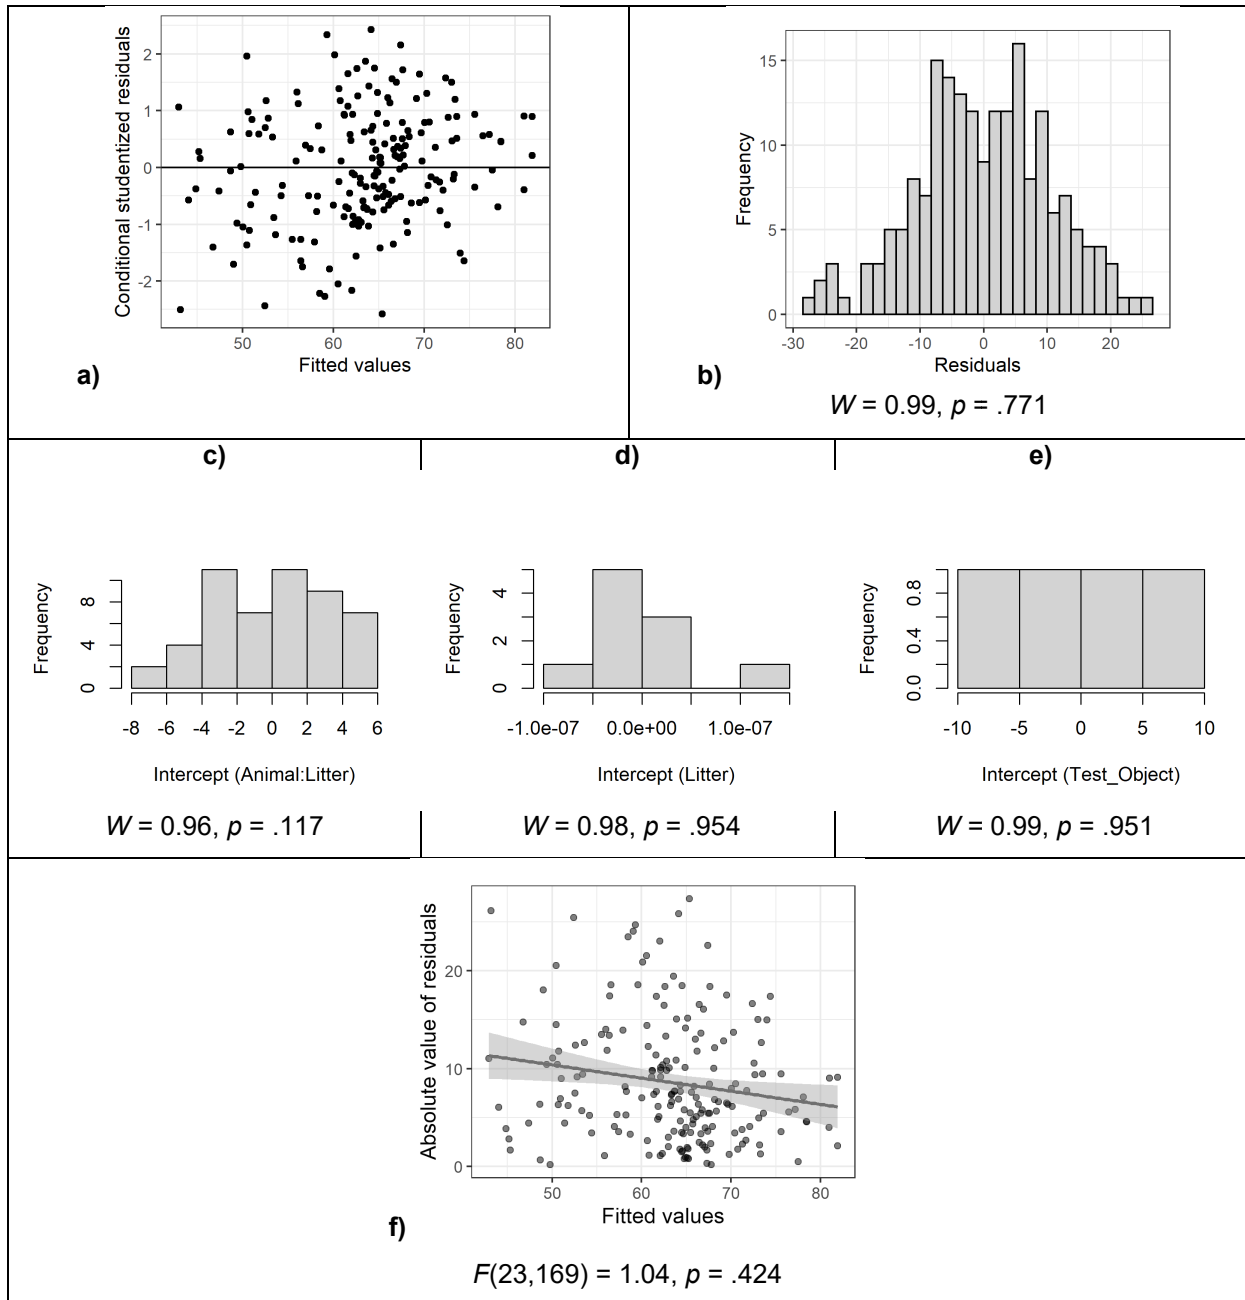 Conditional studentized residuals
2
1
0
-1
-2
50 60 70 80
Fitted values
a)
Frequency
15
10
5
0
-30 -20 -10 0 10 20
Residuals
b)
W = 0.99, p = .771
c)
Frequency
8
4
0
-8 -6 -4 -2 0 2 4 6
Intercept (Animal:Litter)
W = 0.96, p = .117
d)
Frequency
4
2
0
-1.0e-07 0.0e+00 1.0e-07
Intercept (Litter)
W = 0.98, p = .954
e)
Frequency
0.8
0.4
0.0
-10 -5 0 5 10
Intercept (Test_Object)
W = 0.99, p = .951
Absolute value of residuals
20
10
0
50 60 70 80
Fitted values
f)
F(23,169) = 1.04, p = .424